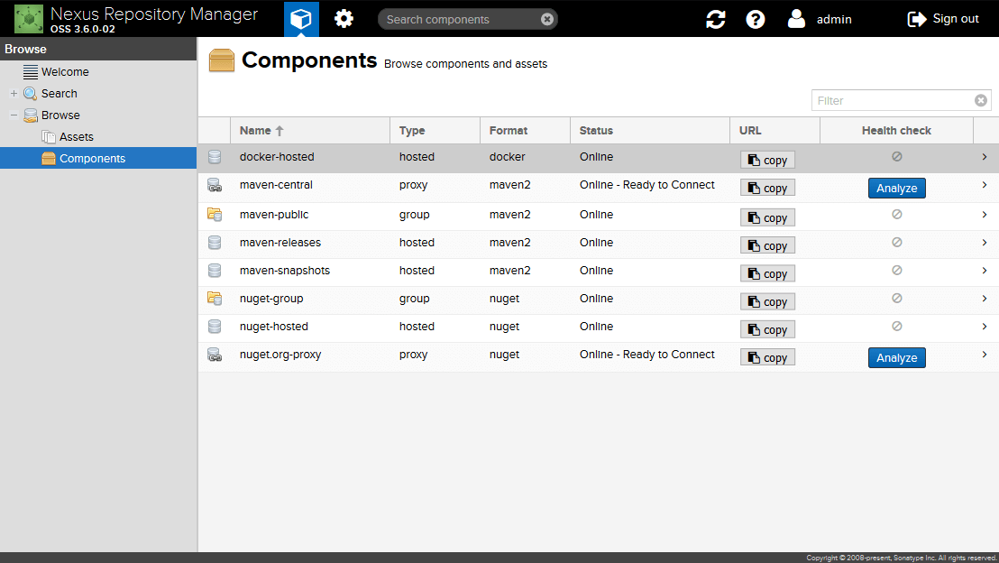 Nexus Repository Manager
OSS 3.6.0-02
Search components
admin
Sign out
Browse
Welcome
Search
Browse
Assets
Components
Components Browse components and assets
Filter
Name Type Format Status URL Health check
docker-hosted hosted docker Online copy
maven-central proxy maven2 Online - Ready to Connect copy Analyze
maven-public group maven2 Online copy
maven-releases hosted maven2 Online copy
maven-snapshots hosted maven2 Online copy
nuget-group group nuget Online copy
nuget-hosted hosted nuget Online copy
nuget.org-proxy proxy nuget Online - Ready to Connect copy Analyze
Copyright © 2008-present, Sonatype Inc. All rights reserved.